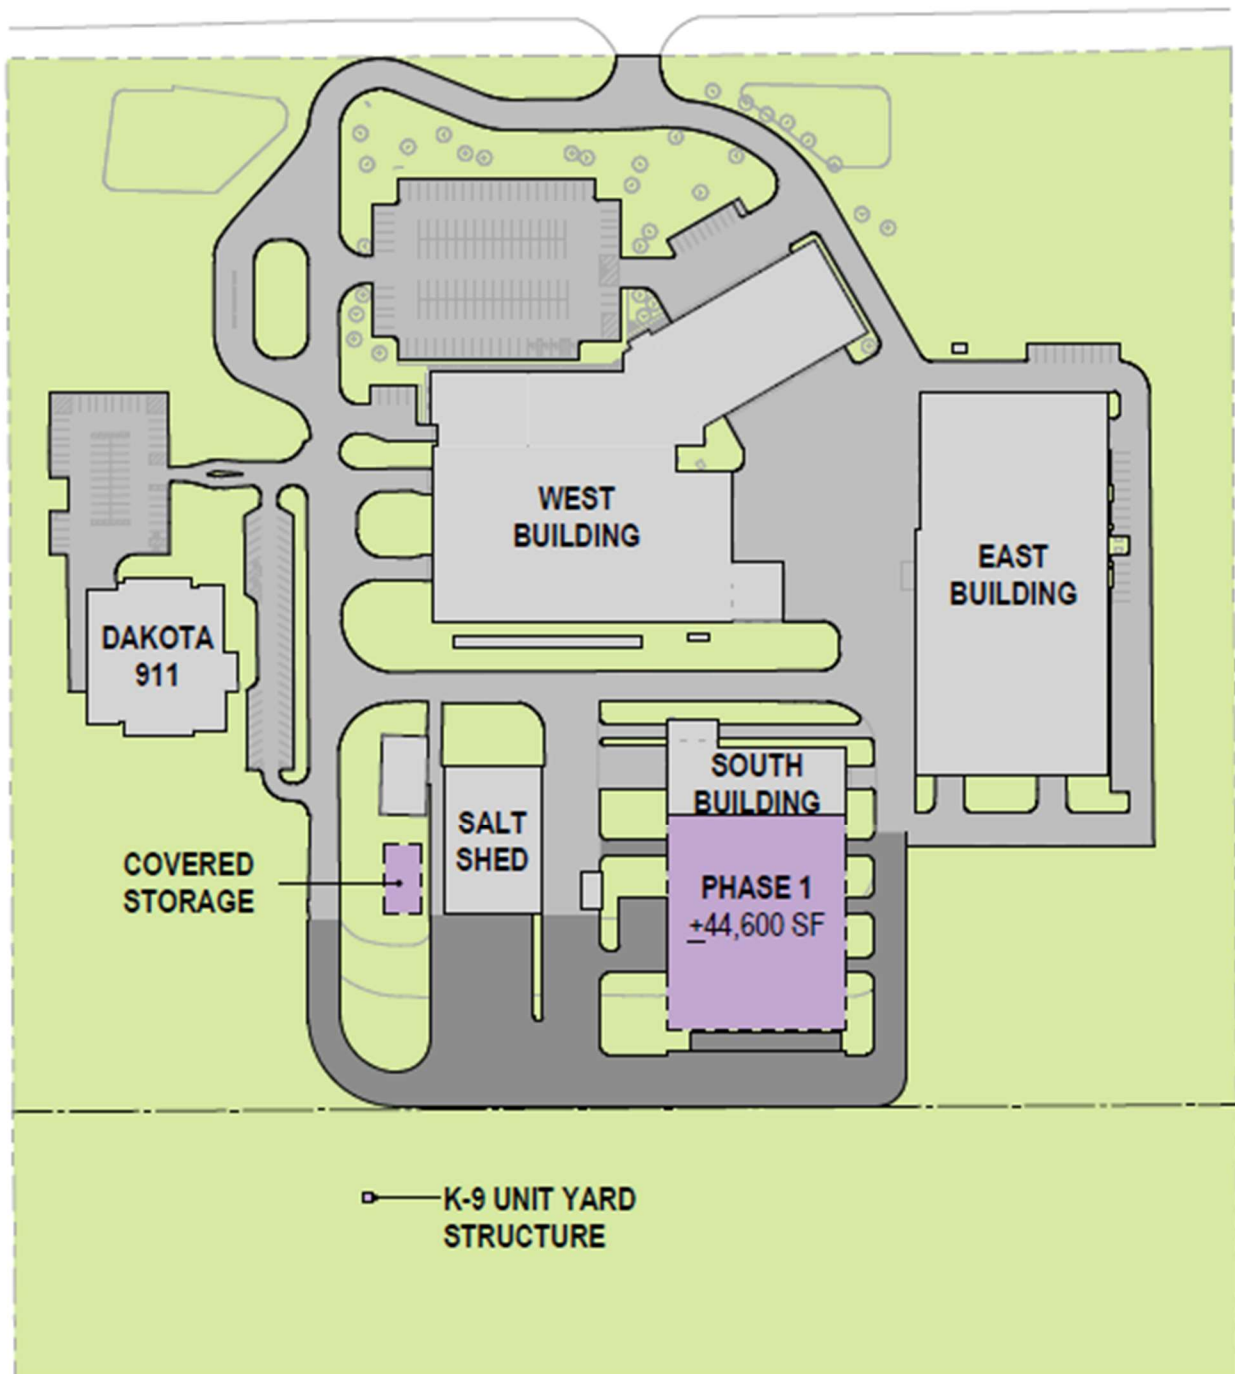 WEST
BUILDING
EAST
BUILDING
DAKOTA
911
SOUTH
BUILDING
SALT
SHED
COVERED
STORAGE
PHASE 1
+44,600 SF
K-9 UNIT YARD
STRUCTURE